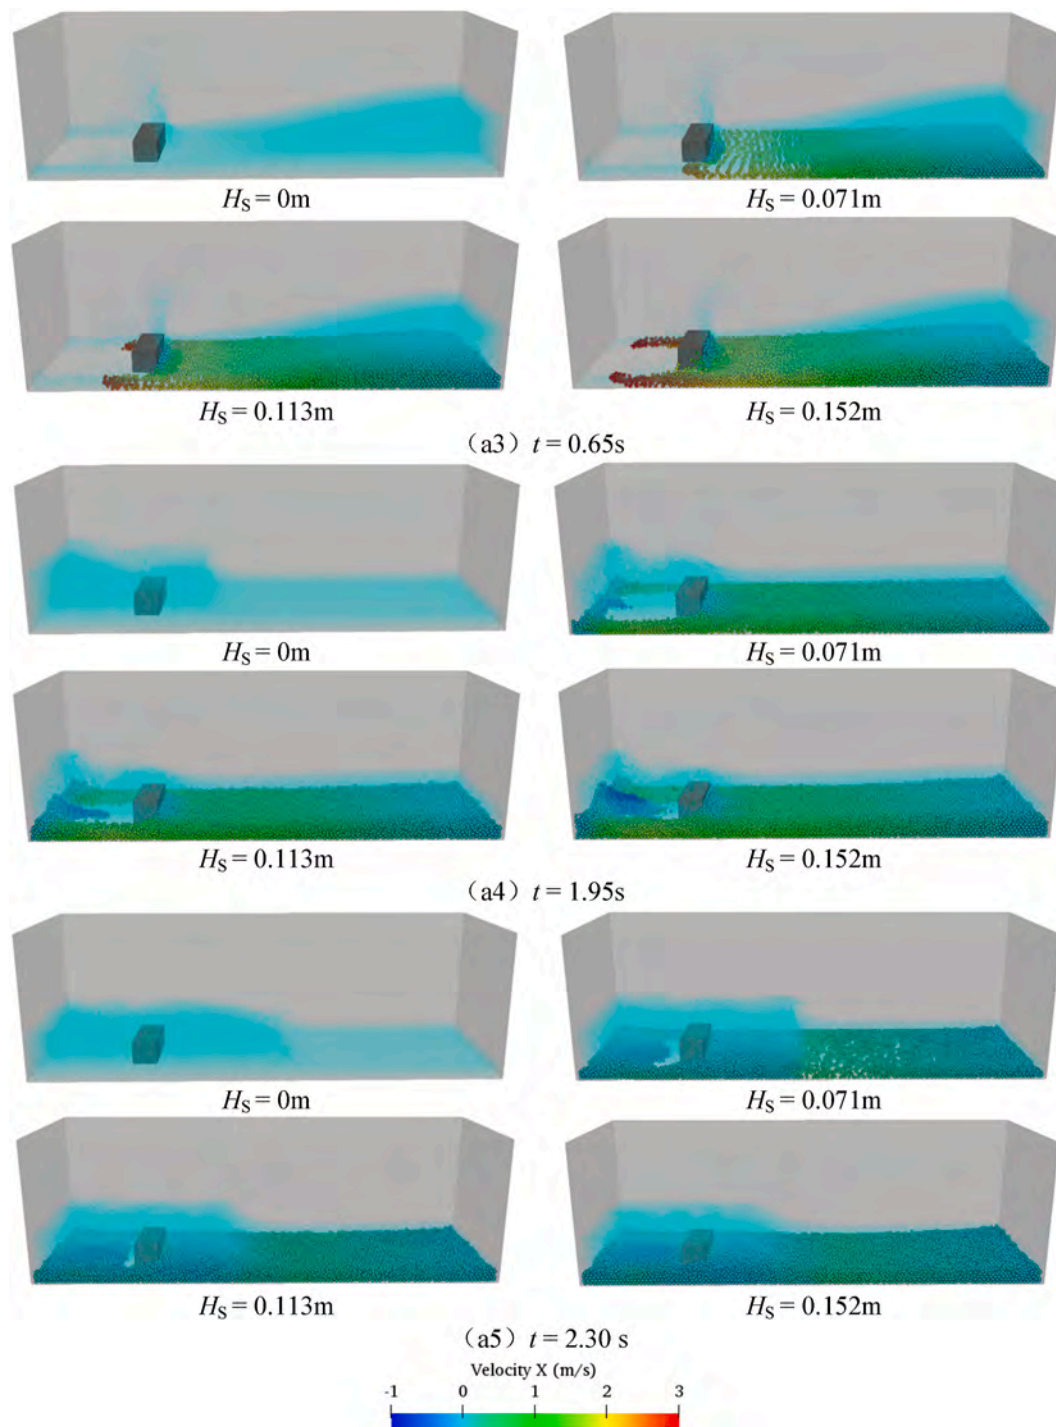 H_S = 0m H_S = 0.071m
H_S = 0.113m H_S = 0.152m
（a3）t = 0.65s
H_S = 0m H_S = 0.071m
H_S = 0.113m H_S = 0.152m
（a4）t = 1.95s
H_S = 0m H_S = 0.071m
H_S = 0.113m H_S = 0.152m
（a5）t = 2.30 s
Velocity X (m/s)
-1 0 1 2 3